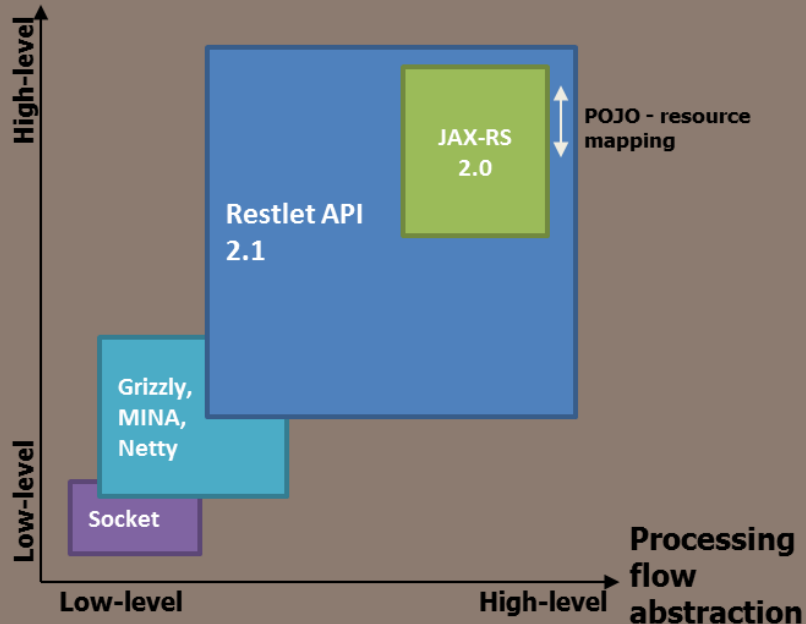 High-level
JAX-RS
2.0
POJO - resource
mapping
Restlet API
2.1
Grizzly,
MINA,
Netty
Low-level
Socket
Low-level
High-level
Processing
flow
abstraction